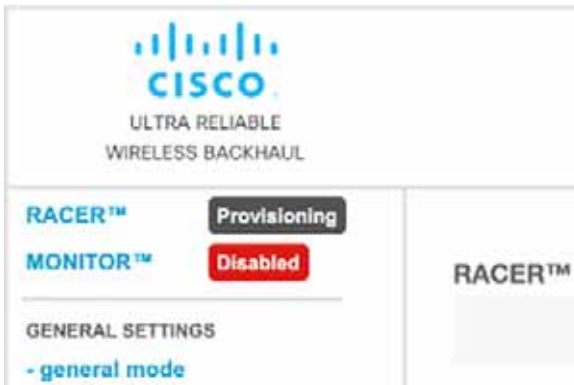 CISCO
ULTRA RELIABLE
WIRELESS BACKHAUL
RACER™ Provisioning
MONITOR™ Disabled
RACER™
GENERAL SETTINGS
- general mode